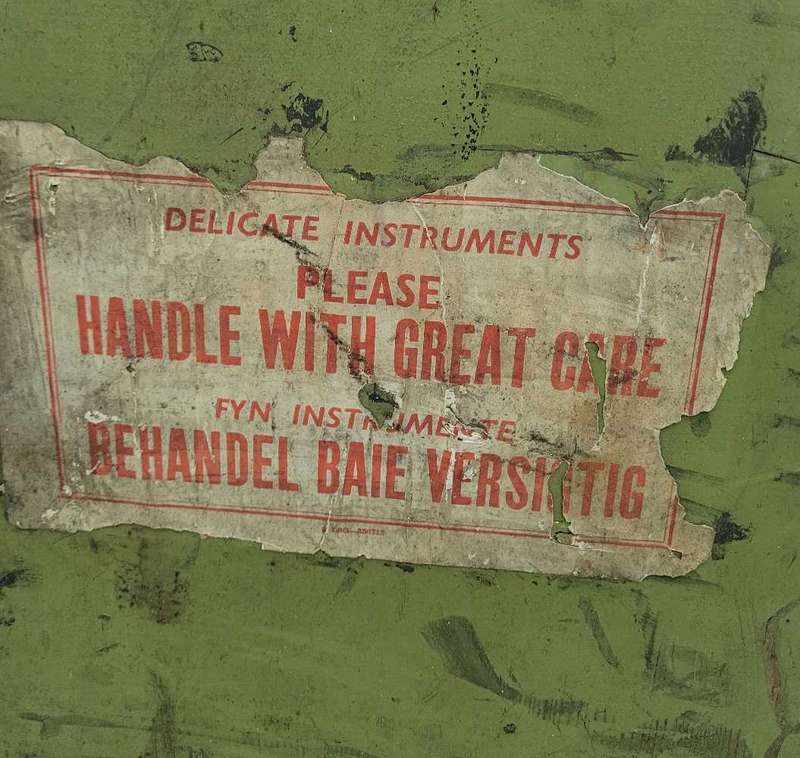 DELICATE INSTRUMENTS
PLEASE
HANDLE WITH GREAT CARE
FYN INSTRUMENTE
BEHANDEL BAIE VERSIGTIG